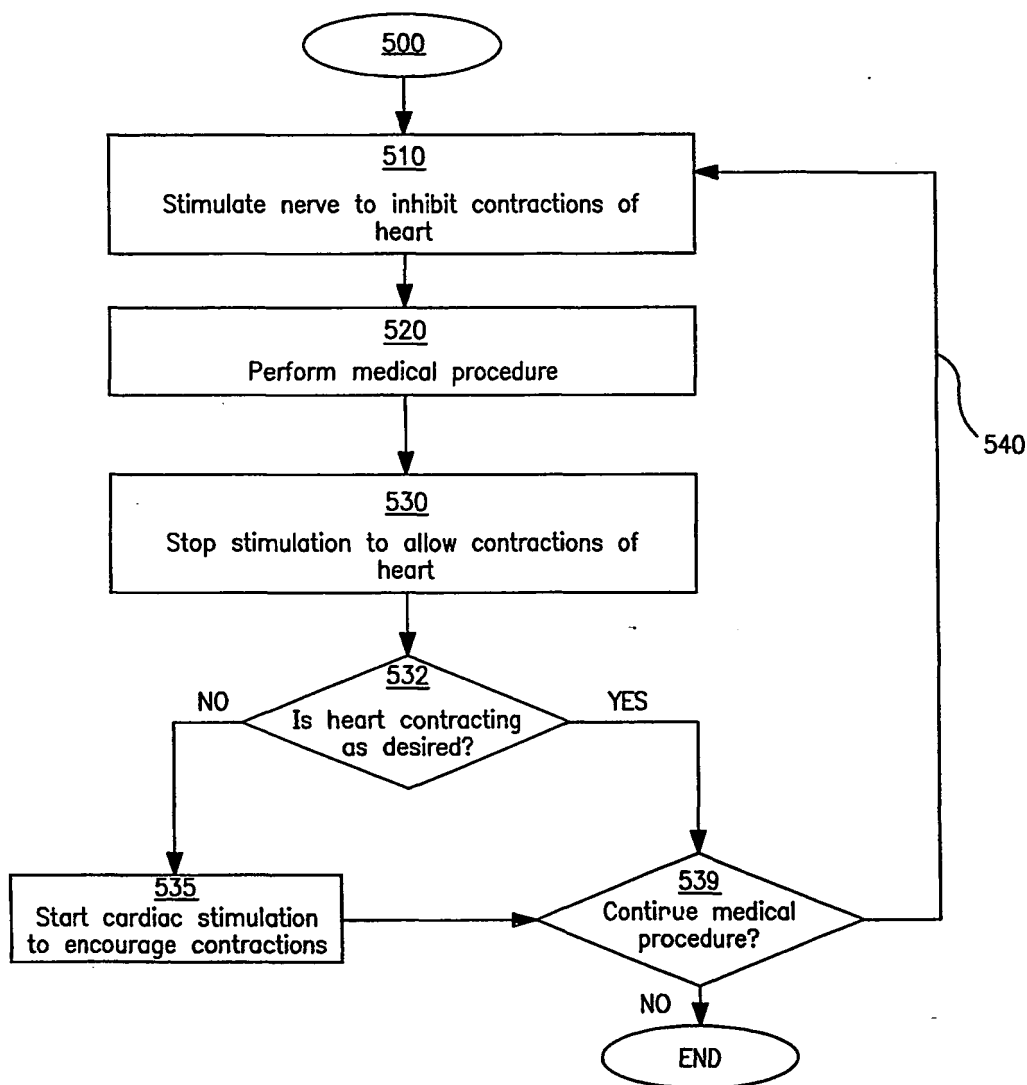 500
510
Stimulate nerve to inhibit contractions of
heart
520
Perform medical procedure
540
530
Stop stimulation to allow contractions of
heart
532
NO
YES
Is heart contracting
as desired?
535
Start cardiac stimulation
to encourage contractions
539
Continue medical
procedure?
NO
END